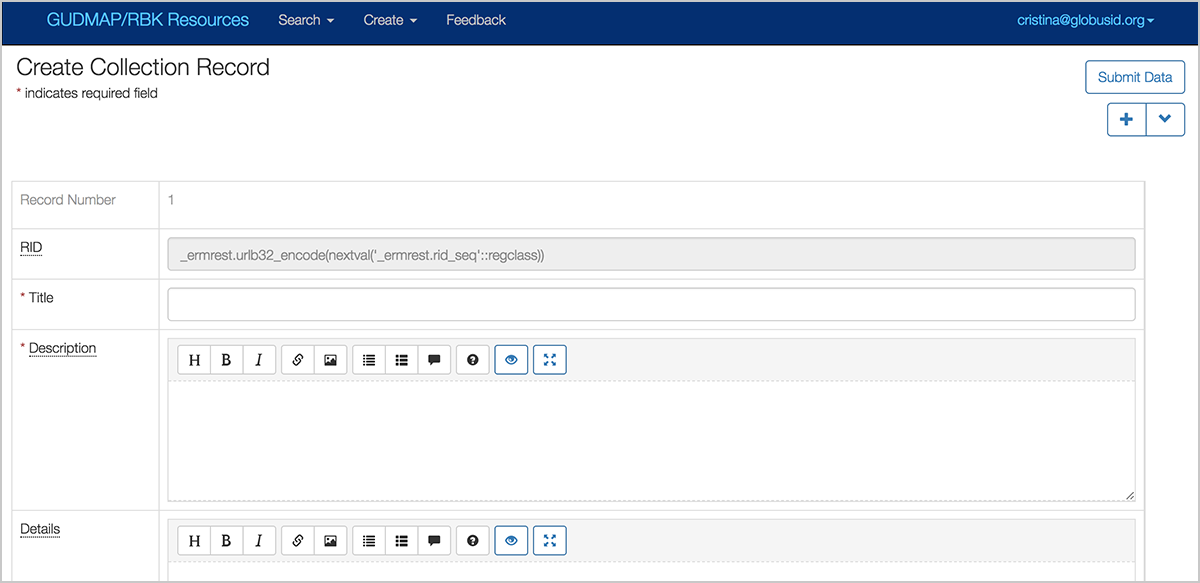 GUDMAP/RBK Resources Search Create Feedback cristina@globusid.org
Create Collection Record
* indicates required field
Submit Data
Record Number 1
RID _ermrest.urlb32_encode(nextval('_ermrest.rid_seq'::regclass))
* Title
* Description
H B I
Details
H B I